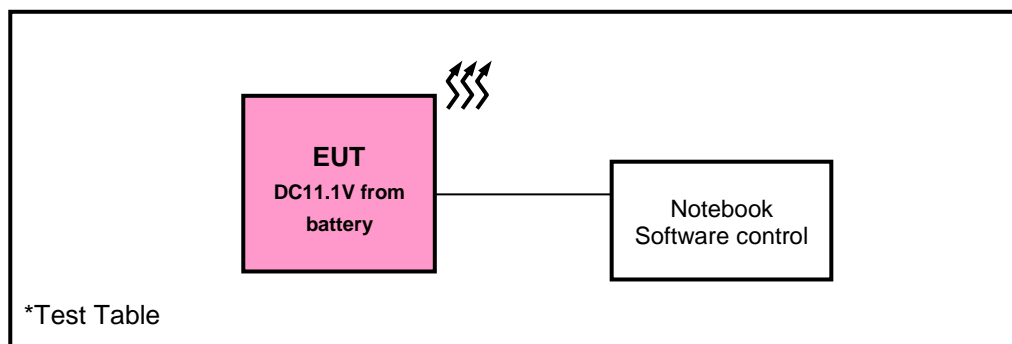 EUT
DC11.1V from
battery
Notebook
Software control
*Test Table